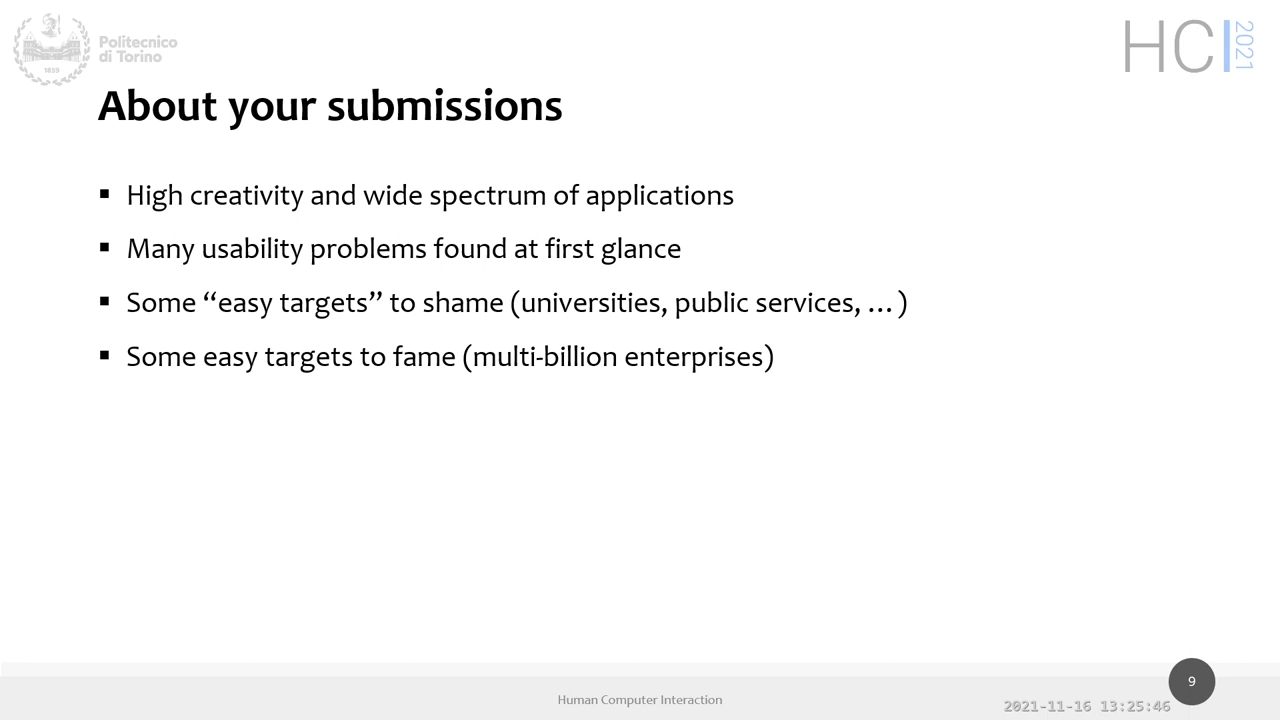 Politecnico
di Torino
1859
HCI 2021
About your submissions
▪ High creativity and wide spectrum of applications
▪ Many usability problems found at first glance
▪ Some “easy targets” to shame (universities, public services, …)
▪ Some easy targets to fame (multi-billion enterprises)
9
Human Computer Interaction
2021-11-16 13:25:46